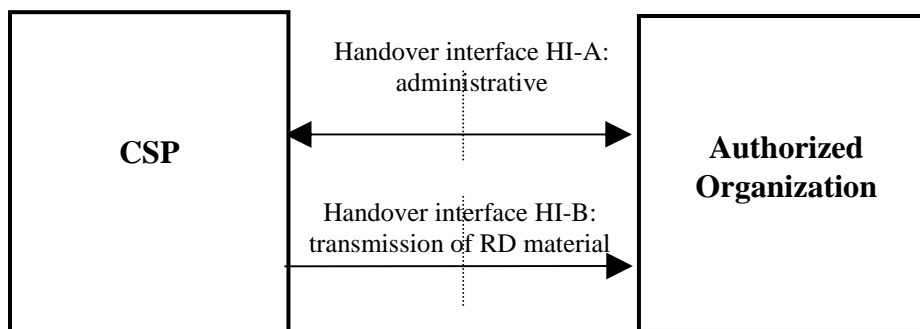 CSP
Handover interface HI-A:
administrative
Handover interface HI-B:
transmission of RD material
Authorized
Organization